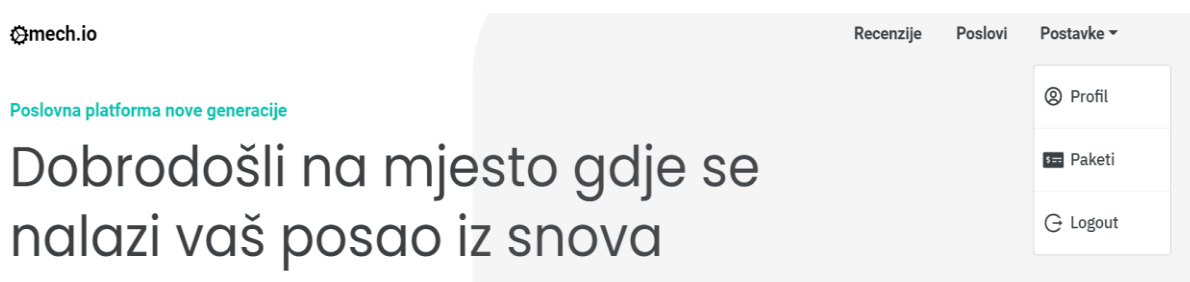 mech.io
Recenzije Poslovi Postavke
Profil
Paketi
Logout
Poslovna platforma nove generacije
Dobrodošli na mjesto gdje se
nalazi vaš posao iz snova